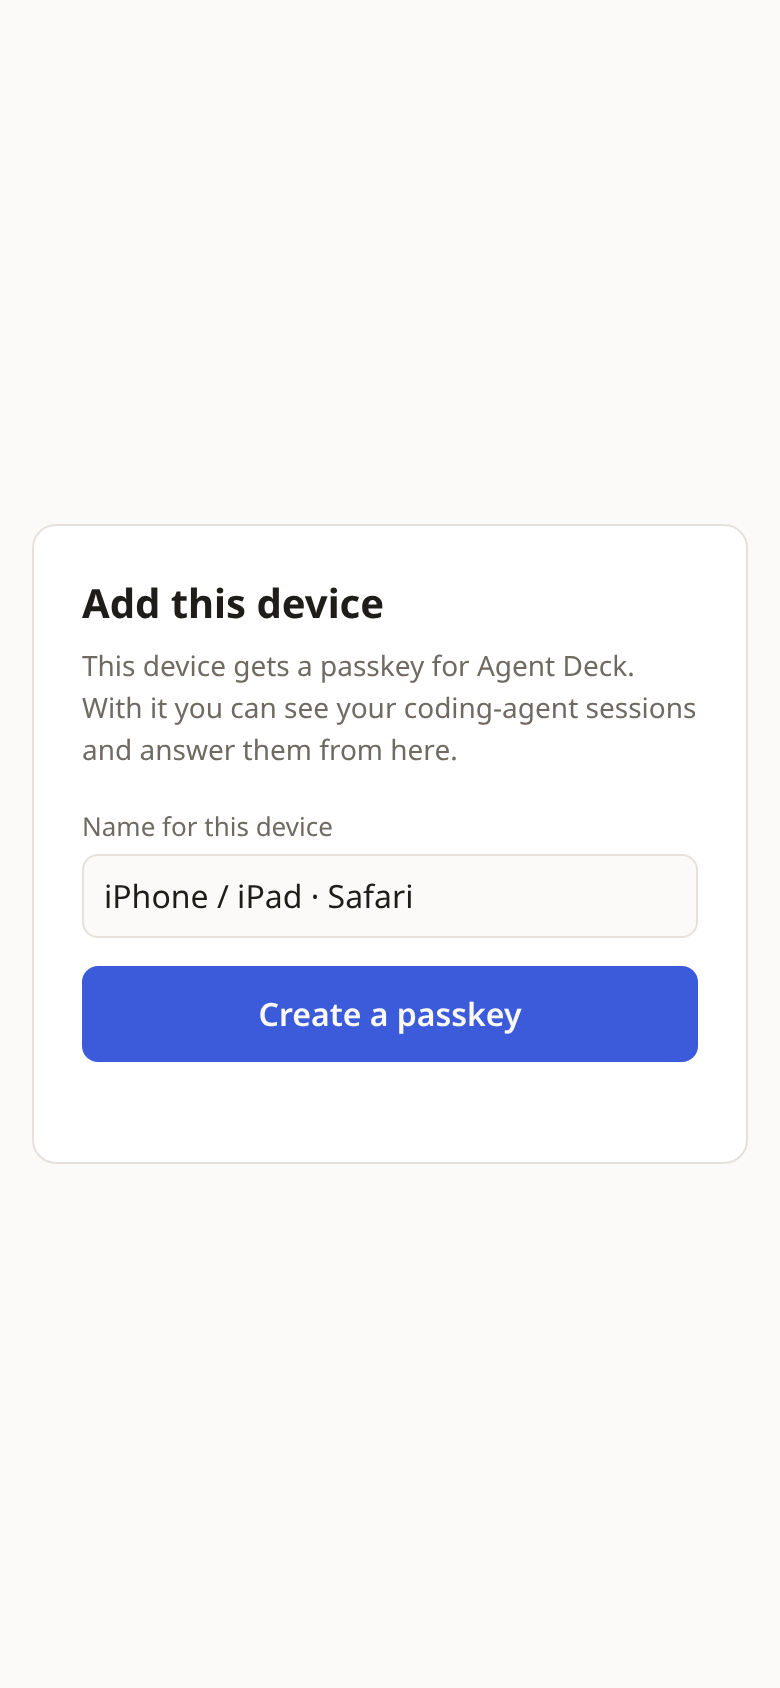 Add this device
This device gets a passkey for Agent Deck.
With it you can see your coding-agent sessions
and answer them from here.
Name for this device
iPhone / iPad · Safari
Create a passkey